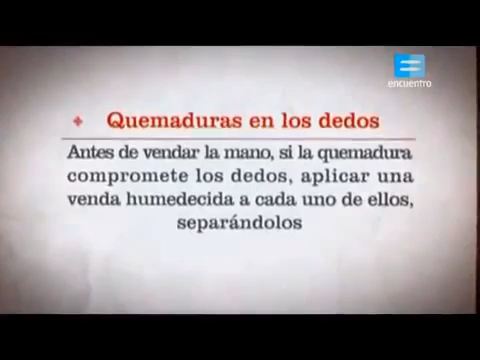 encuentro
Quemaduras en los dedos
Antes de vendar la mano, si la quemadura
compromete los dedos, aplicar una
venda humedecida a cada uno de ellos,
separándolos